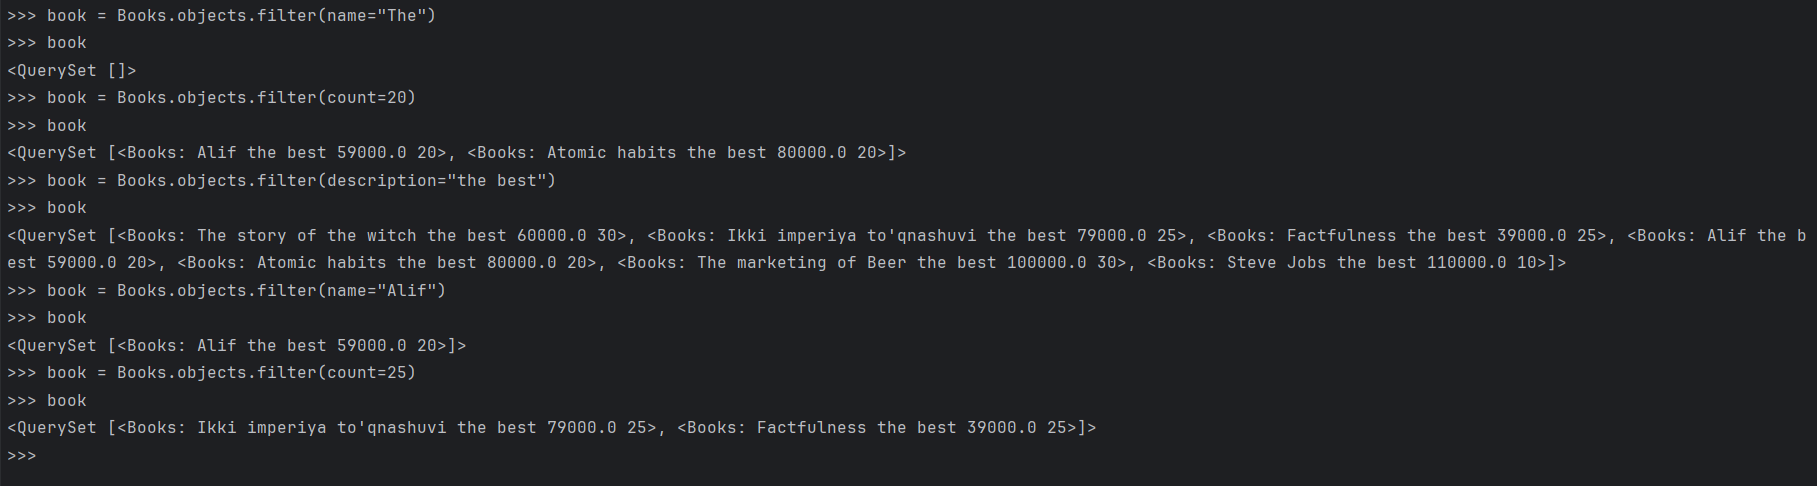 >>> book = Books.objects.filter(name="The")
>>> book
<QuerySet []>
>>> book = Books.objects.filter(count=20)
>>> book
<QuerySet [<Books: Alif the best 59000.0 20>, <Books: Atomic habits the best 80000.0 20>]>
>>> book = Books.objects.filter(description="the best")
>>> book
<QuerySet [<Books: The story of the witch the best 60000.0 30>, <Books: Ikki imperiya to'qnashuvi the best 79000.0 25>, <Books: Factfulness the best 39000.0 25>, <Books: Alif the b
est 59000.0 20>, <Books: Atomic habits the best 80000.0 20>, <Books: The marketing of Beer the best 100000.0 30>, <Books: Steve Jobs the best 110000.0 10>]>
>>> book = Books.objects.filter(name="Alif")
>>> book
<QuerySet [<Books: Alif the best 59000.0 20>]>
>>> book = Books.objects.filter(count=25)
>>> book
<QuerySet [<Books: Ikki imperiya to'qnashuvi the best 79000.0 25>, <Books: Factfulness the best 39000.0 25>]>
>>>